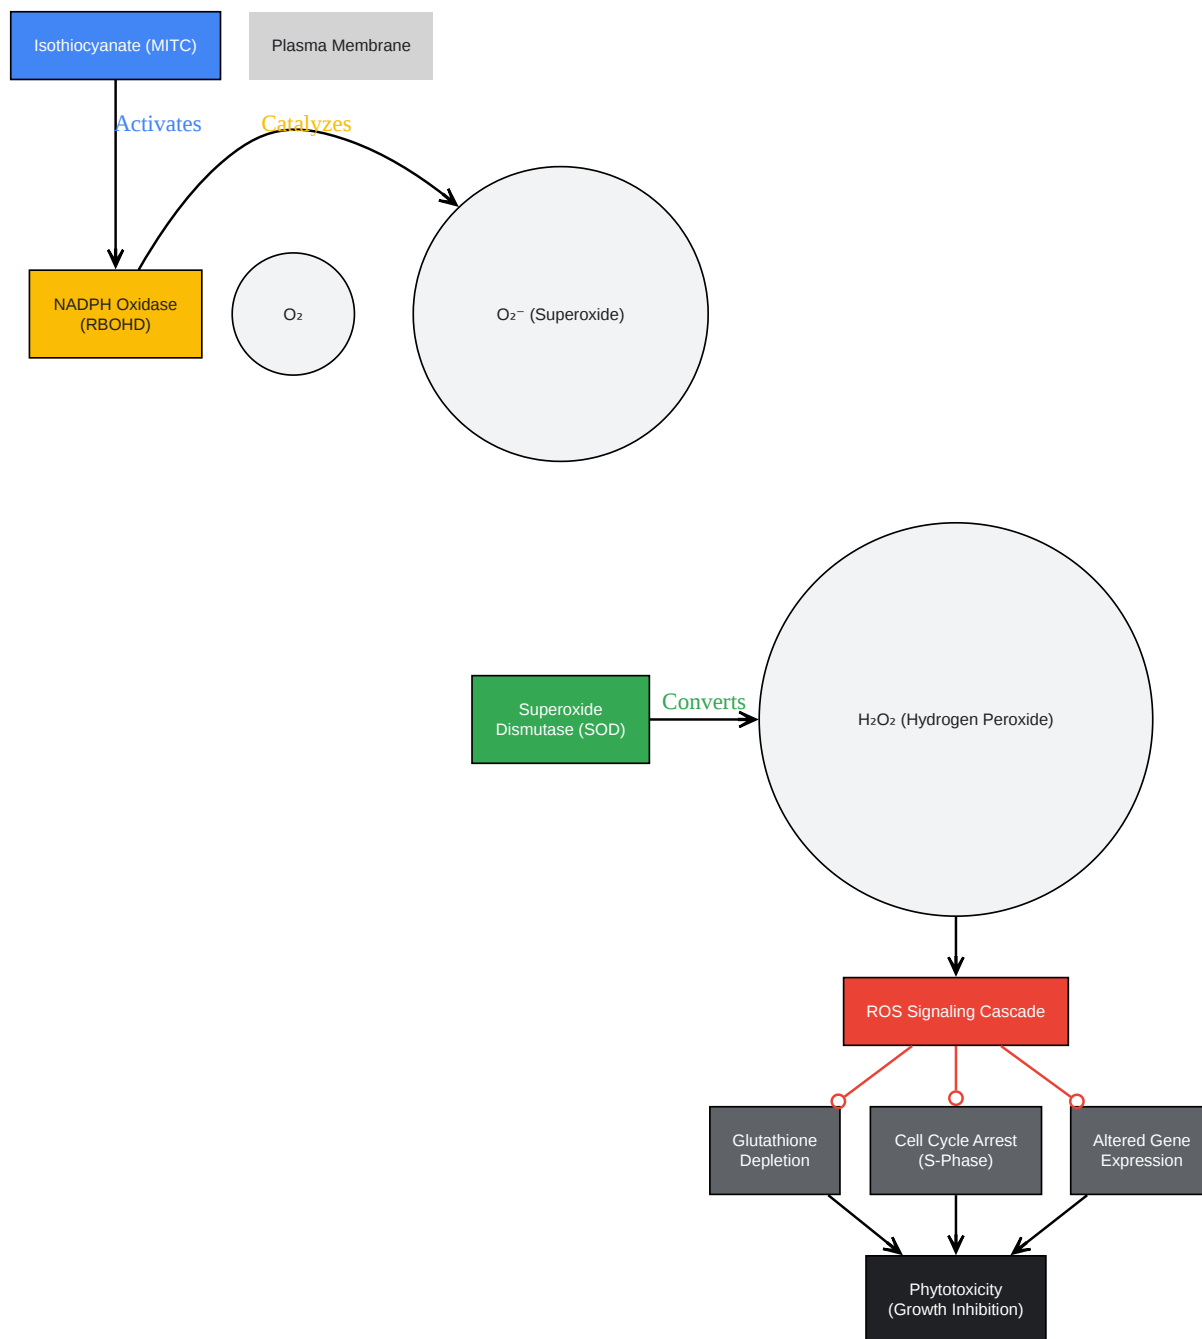 Isothiocyanate (MITC)
Plasma Membrane
Activates
Catalyzes
NADPH Oxidase
(RBOHD)
O₂
O₂⁻ (Superoxide)
Superoxide
Dismutase (SOD)
Converts
H₂O₂ (Hydrogen Peroxide)
ROS Signaling Cascade
Glutathione
Depletion
Cell Cycle Arrest
(S-Phase)
Altered Gene
Expression
Phytotoxicity
(Growth Inhibition)